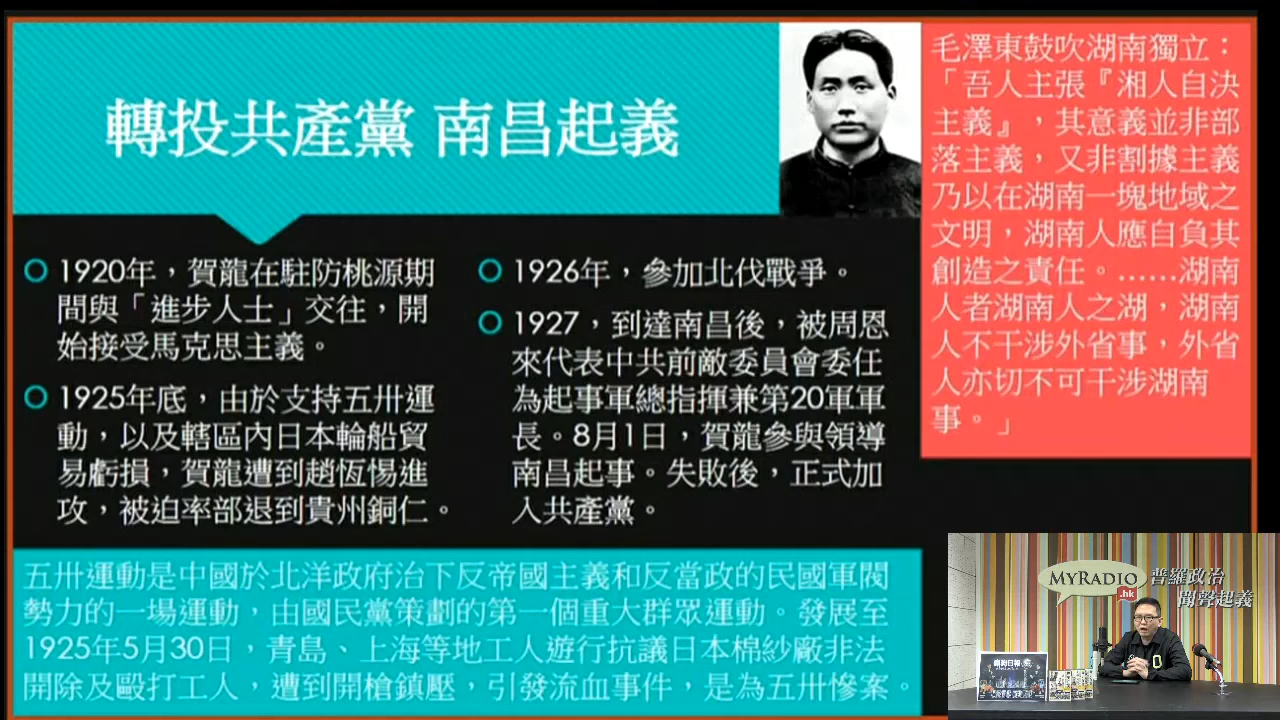 轉投共產黨 南昌起義
1920年，賀龍在駐防桃源期
間與「進步人士」交往，開
始接受馬克思主義。
1925年底，由於支持五卅運
動，以及轄區內日本輪船貿
易虧損，賀龍遭到趙恆惕進
攻，被迫率部退到貴州銅仁。
1926年，參加北伐戰爭。
1927，到達南昌後，被周恩
來代表中共前敵委員會委任
為起事軍總指揮兼第20軍軍
長。8月1日，賀龍參與領導
南昌起事。失敗後，正式加
入共產黨。
毛澤東鼓吹湖南獨立：
「吾人主張『湘人自決
主義』，其意義並非部
落主義，又非割據主義
乃以在湖南一塊地域之
文明，湖南人應自負其
創造之責任。……湖南
人者湖南人之湖，湖南
人不干涉外省事，外省
人亦切不可干涉湖南
事。」
五卅運動是中國於北洋政府治下反帝國主義和反當政的民國軍閥
勢力的一場運動，由國民黨策劃的第一個重大群眾運動。發展至
1925年5月30日，青島、上海等地工人遊行抗議日本棉紗廠非法
開除及毆打工人，遭到開槍鎮壓，引發流血事件，是為五卅慘案。
MyRadio
.hk
普羅政治
聞聲起義